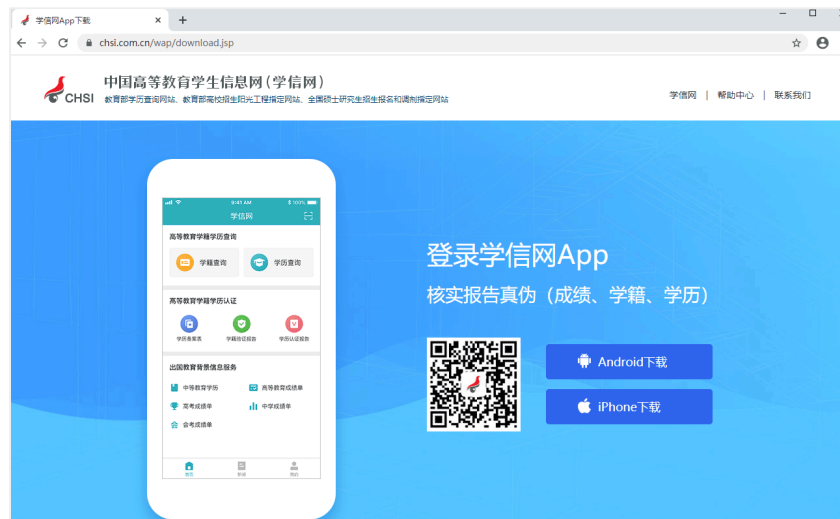 学信网App下载
chsi.com.cn/wap/download.jsp
CHSI
中国高等教育学生信息网(学信网)
教育部学历查询网站、教育部高校招生阳光工程指定网站、全国硕士研究生招生报名和调剂指定网站
学信网 | 帮助中心 | 联系我们
9:41 AM 100%
学信网
高等教育学籍学历查询
学籍查询 学历查询
高等教育学籍学历认证
学历备案表 学籍验证报告 学历认证报告
出国教育背景信息服务
中等教育学历 高等教育成绩单
高考成绩单 中学成绩单
会考成绩单
首页 新闻 我的
登录学信网App
核实报告真伪（成绩、学籍、学历）
Android下载
iPhone下载